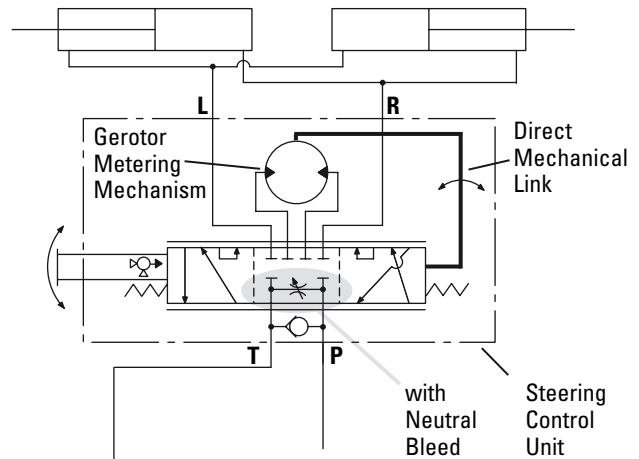 L
R
Gerotor
Metering
Mechanism
Direct
Mechanical
Link
T
P
with
Neutral
Bleed
Steering
Control
Unit